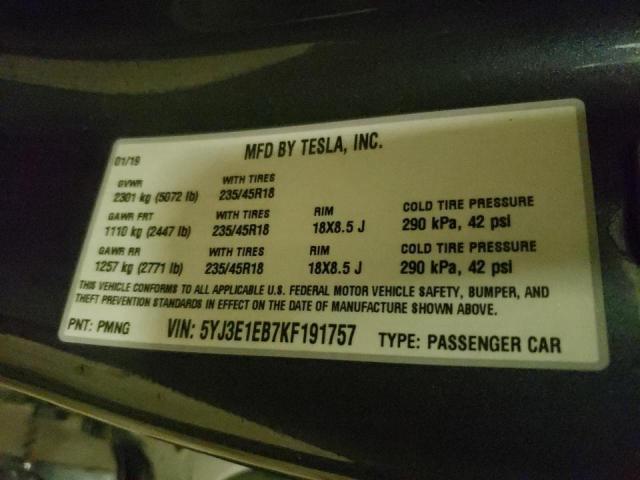 01/19 MFD BY TESLA, INC.
GVWR WITH TIRES
2301 kg (5072 lb) 235/45R18
GAWR FRT WITH TIRES RIM COLD TIRE PRESSURE
1110 kg (2447 lb) 235/45R18 18X8.5 J 290 kPa, 42 psi
GAWR RR WITH TIRES RIM COLD TIRE PRESSURE
1257 kg (2771 lb) 235/45R18 18X8.5 J 290 kPa, 42 psi
THIS VEHICLE CONFORMS TO ALL APPLICABLE U.S. FEDERAL MOTOR VEHICLE SAFETY, BUMPER, AND
THEFT PREVENTION STANDARDS IN EFFECT ON THE DATE OF MANUFACTURE SHOWN ABOVE.
PNT: PMNG VIN: 5YJ3E1EB7KF191757 TYPE: PASSENGER CAR